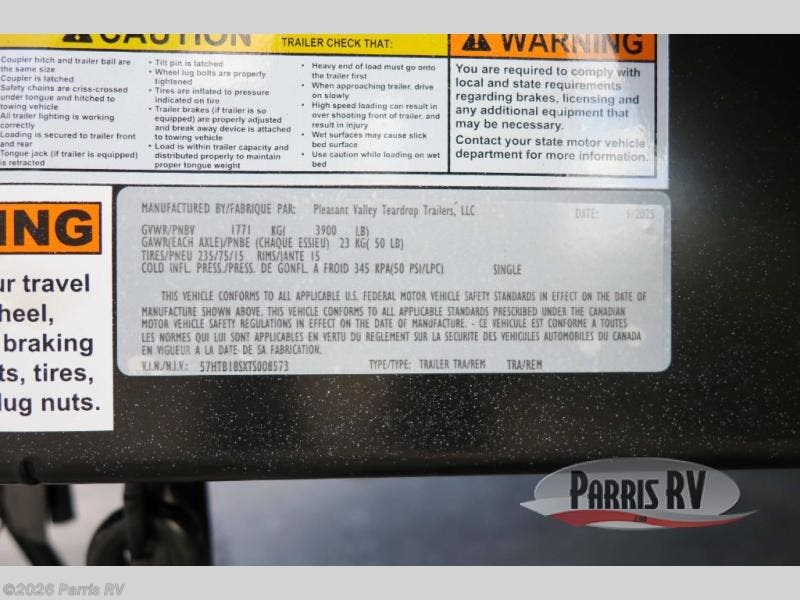 CAUTION
TRAILER CHECK THAT:
Coupler hitch and trailer ball are
the same size
Coupler is latched
Safety chains are criss-crossed
under tongue and hitched to
towing vehicle
All trailer lighting is working
correctly
Loading is secured to trailer front
and rear
Tongue jack (if trailer is equipped)
is retracted
• Tilt pin is latched
• Wheel lug bolts are properly
tightened
• Tires are inflated to pressure
indicated on tire
• Trailer brakes (if trailer is so
equipped) are properly adjusted
and break away device is attached
to towing vehicle
• Load is within trailer capacity and
distributed properly to maintain
proper tongue weight
• Heavy end of load must go onto
the trailer first
• When approaching trailer, drive
on slowly
• High speed loading can result in
over shooting front of trailer, and
result in injury
• Wet surfaces may cause slick
bed surface
• Use caution while loading on wet
bed
WARNING
You are required to comply with
local and state requirements
regarding brakes, licensing and
any additional equipment that
may be necessary.
Contact your state motor vehicle
department for more information.
ING
ur travel
heel,
braking
ts, tires,
lug nuts.
MANUFACTURED BY/FABRIQUE PAR: Pleasant Valley Teardrop Trailers, LLC DATE: 9/2025
GVWR/PNBV 1771 KG( 3900 LB)
GAWR(EACH AXLE)/PNBE (CHAQUE ESSIEU) 23 KG( 50 LB)
TIRES/PNEU 235/75/15 RIMS/JANTE 15
COLD INFL. PRESS./PRESS. DE GONFL. A FROID 345 KPA(50 PSI/LPC) SINGLE
THIS VEHICLE CONFORMS TO ALL APPLICABLE U.S. FEDERAL MOTOR VEHICLE SAFETY STANDARDS IN EFFECT ON THE DATE OF
MANUFACTURE SHOWN ABOVE. THIS VEHICLE CONFORMS TO ALL APPLICABLE STANDARDS PRESCRIBED UNDER THE CANADIAN
MOTOR VEHICLE SAFETY REGULATIONS IN EFFECT ON THE DATE OF MANUFACTURE. - CE VEHICULE EST CONFORME A TOUTES
LES NORMES QUI LUI SONT APPLICABLES EN VERTU DU REGLEMENT SUR LA SECURITE DES VEHICULES AUTOMOBILES DU CANADA
EN VIGUEUR A LA DATE DE SA FABRICATION.
V.I.N./N.I.V.: 57HTB18SXTS008573 TYPE/TYPE: TRAILER TRA/REM TRA/REM
PARRIS RV
©2026 Parris RV